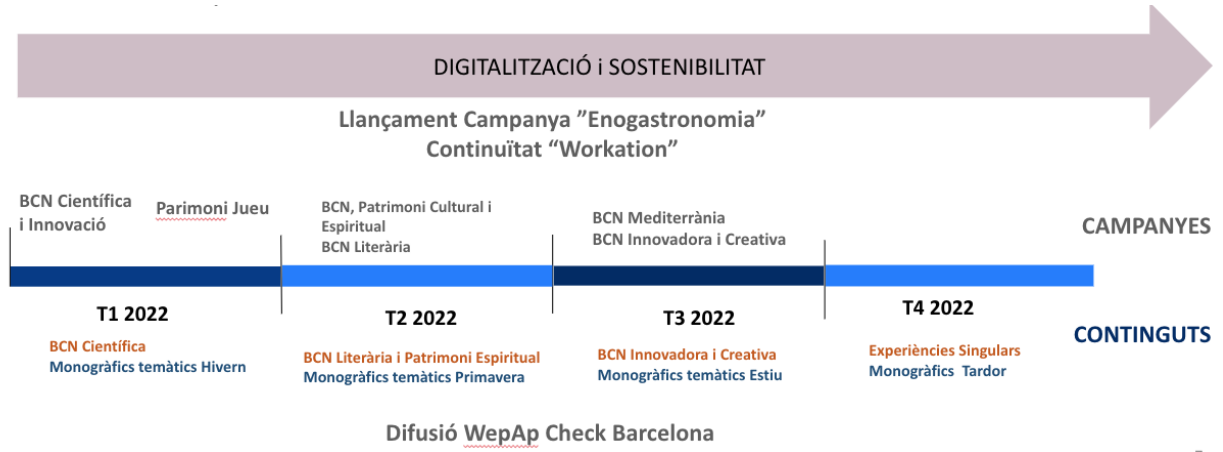 DIGITALITZACIÓ i SOSTENIBILITAT
Llançament Campanya ”Enogastronomia”
Continuïtat “Workation”
BCN Científica
i Innovació
Parimoni Jueu
BCN, Patrimoni Cultural i
Espiritual
BCN Literària
BCN Mediterrània
BCN Innovadora i Creativa
CAMPANYES
T1 2022
T2 2022
T3 2022
T4 2022
CONTINGUTS
BCN Científica
Monogràfics temàtics Hivern
BCN Literària i Patrimoni Espiritual
Monogràfics temàtics Primavera
BCN Innovadora i Creativa
Monogràfics temàtics Estiu
Experiències Singulars
Monogràfics Tardor
Difusió WepAp Check Barcelona